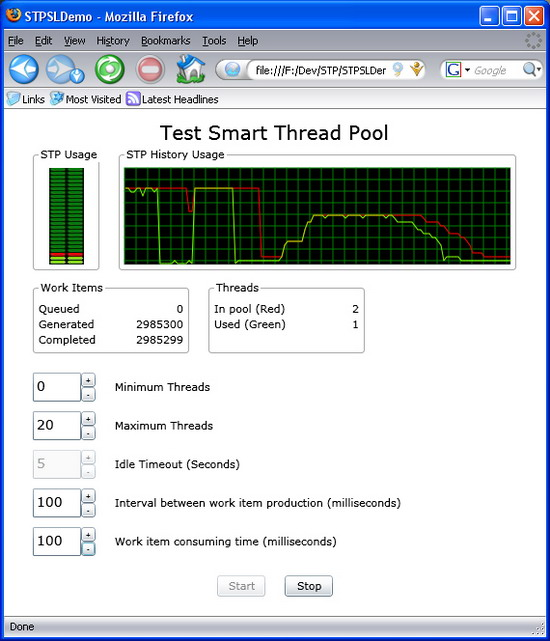 STPSLDemo - Mozilla Firefox
File Edit View History Bookmarks Tools Help
file:///F:/Dev/STP/STPSLDer
G Google
Links Most Visited Latest Headlines
Test Smart Thread Pool
STP Usage STP History Usage
Work Items Threads
Queued 0 In pool (Red) 2
Generated 2985300 Used (Green) 1
Completed 2985299
0 + - Minimum Threads
20 + - Maximum Threads
5 + - Idle Timeout (Seconds)
100 + - Interval between work item production (milliseconds)
100 + - Work item consuming time (milliseconds)
Start Stop
Done